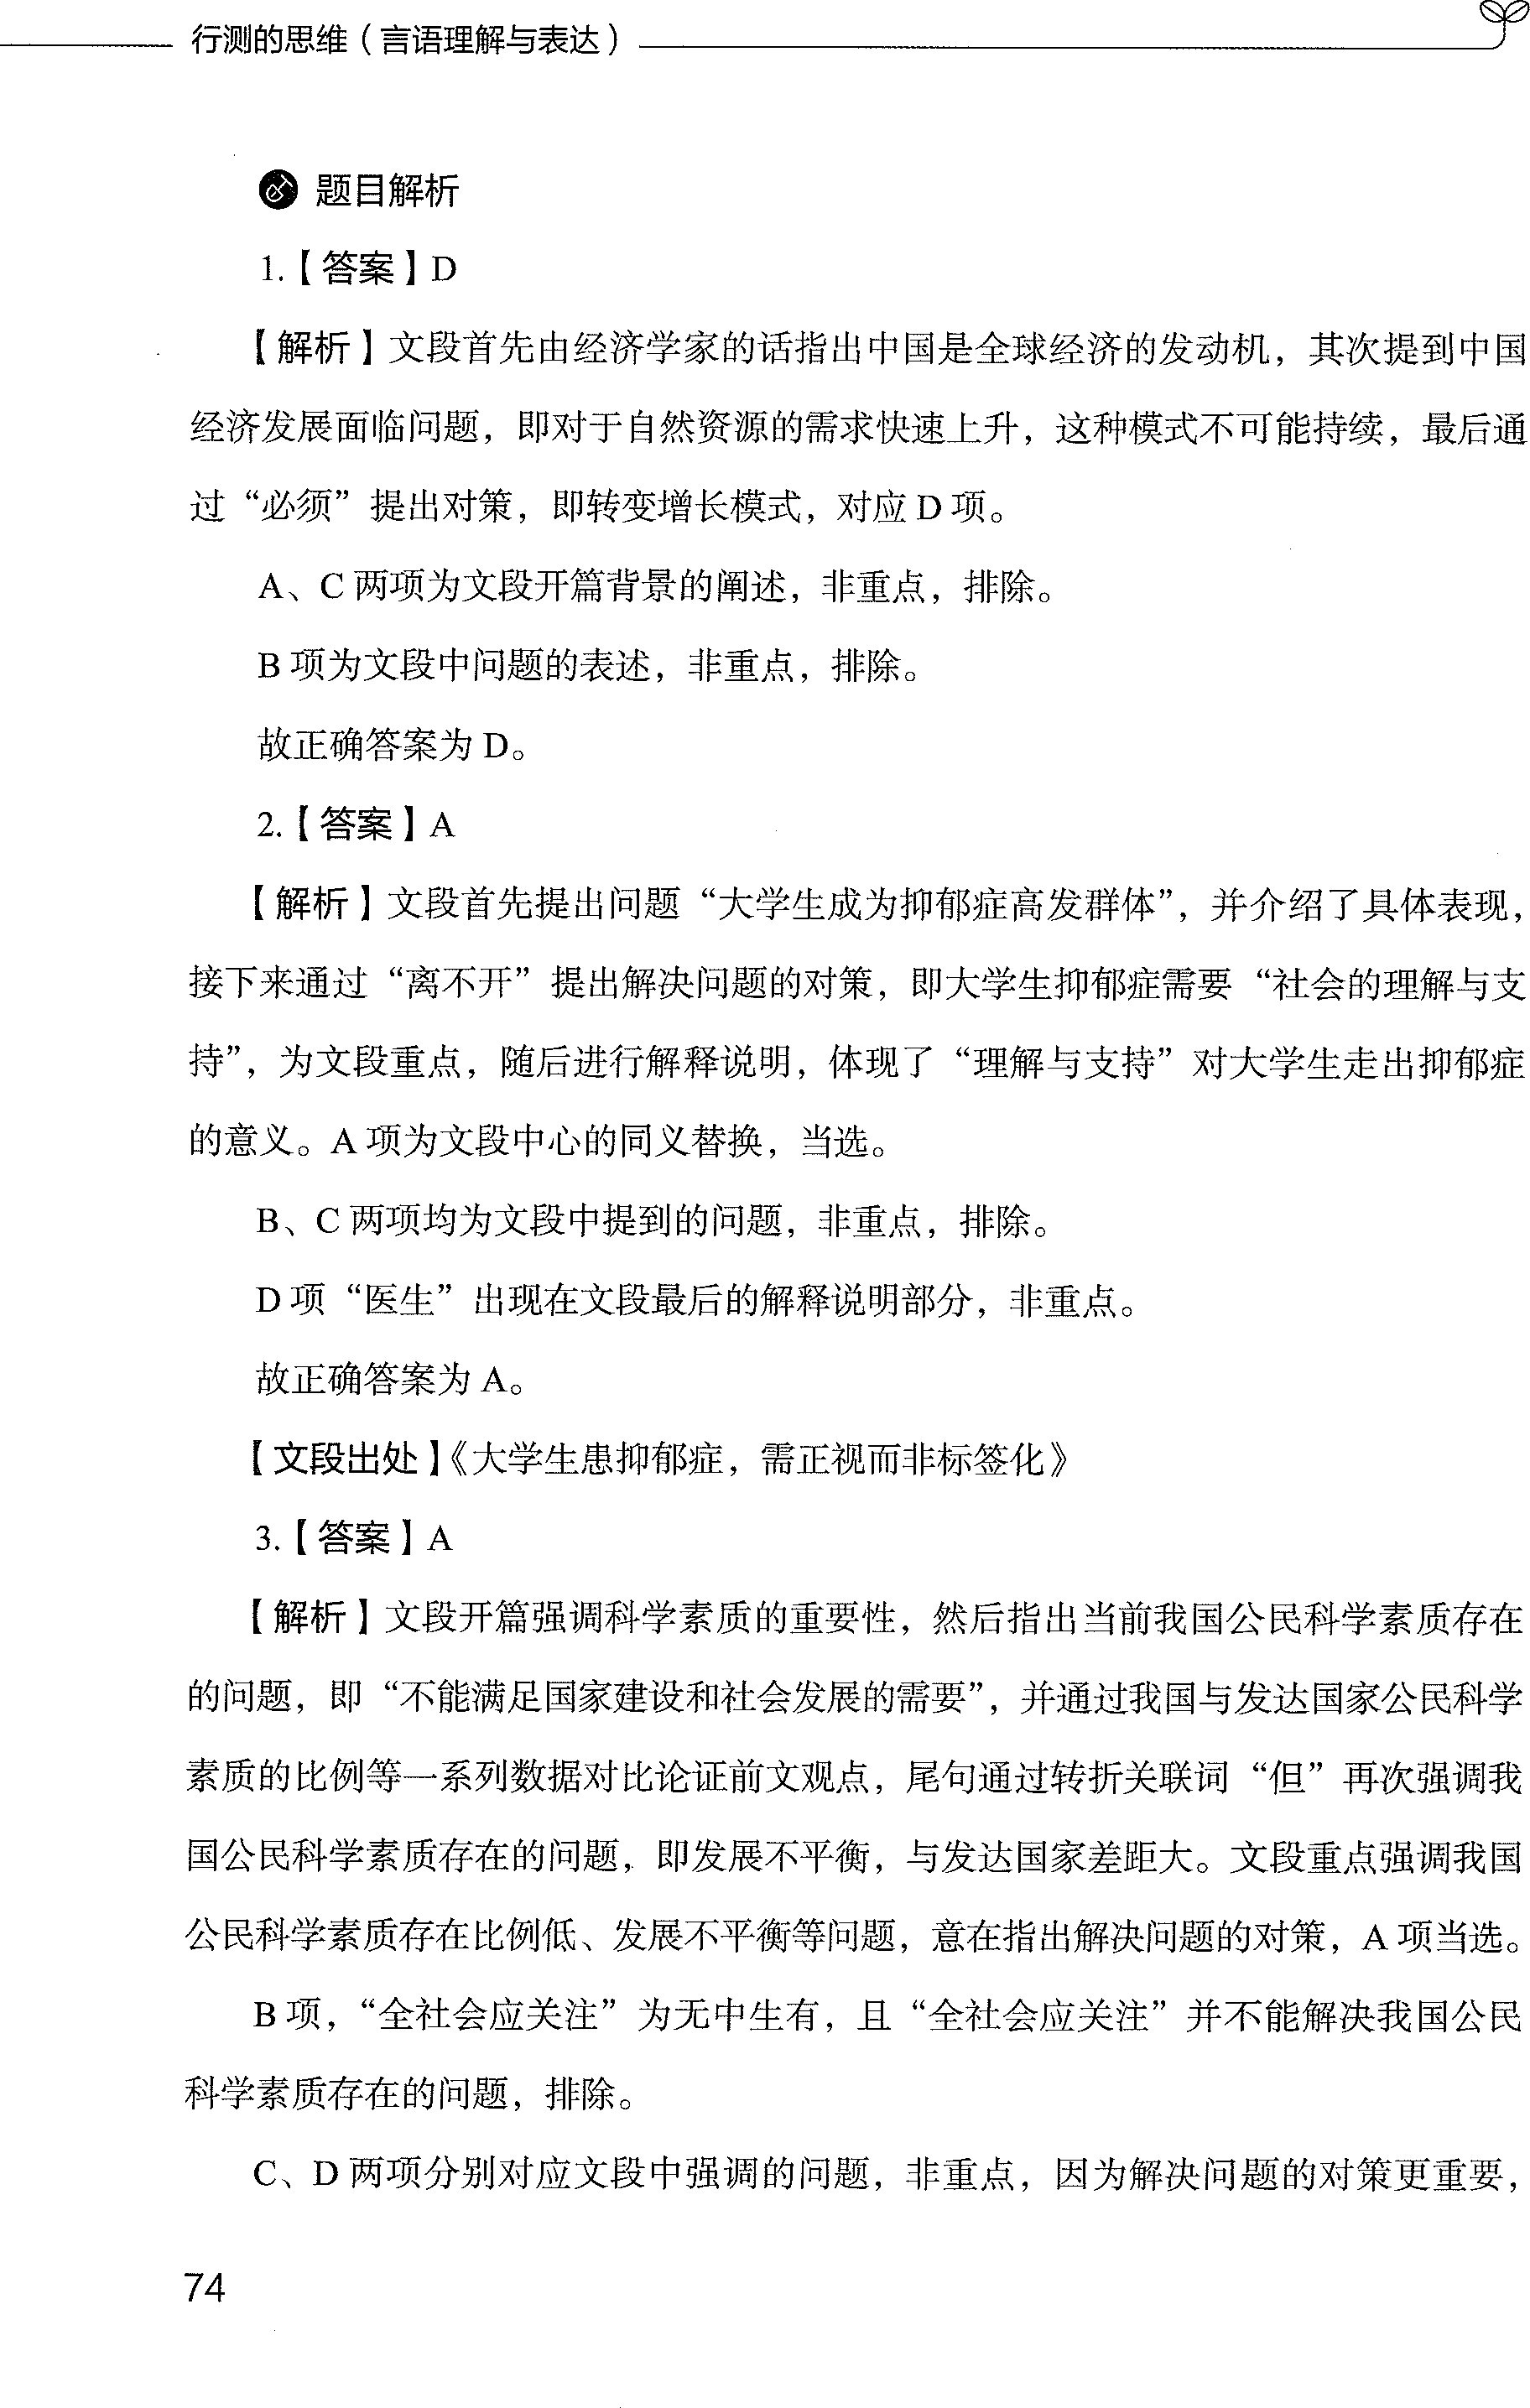 行测的思维（言语理解与表达）
题目解析
1.【答案】D
【解析】文段首先由经济学家的话指出中国是全球经济的发动机，其次提到中国
经济发展面临问题，即对于自然资源的需求快速上升，这种模式不可能持续，最后通
过“必须”提出对策，即转变增长模式，对应 D 项。
A、C 两项为文段开篇背景的阐述，非重点，排除。
B 项为文段中问题的表述，非重点，排除。
故正确答案为 D。
2.【答案】A
【解析】文段首先提出问题“大学生成为抑郁症高发群体”，并介绍了具体表现，
接下来通过“离不开”提出解决问题的对策，即大学生抑郁症需要“社会的理解与支
持”，为文段重点，随后进行解释说明，体现了“理解与支持”对大学生走出抑郁症
的意义。A 项为文段中心的同义替换，当选。
B、C 两项均为文段中提到的问题，非重点，排除。
D 项“医生”出现在文段最后的解释说明部分，非重点。
故正确答案为 A。
【文段出处】《大学生患抑郁症，需正视而非标签化》
3.【答案】A
【解析】文段开篇强调科学素质的重要性，然后指出当前我国公民科学素质存在
的问题，即“不能满足国家建设和社会发展的需要”，并通过我国与发达国家公民科学
素质的比例等一系列数据对比论证前文观点，尾句通过转折关联词“但”再次强调我
国公民科学素质存在的问题，即发展不平衡，与发达国家差距大。文段重点强调我国
公民科学素质存在比例低、发展不平衡等问题，意在指出解决问题的对策，A 项当选。
B 项，“全社会应关注”为无中生有，且“全社会应关注”并不能解决我国公民
科学素质存在的问题，排除。
C、D 两项分别对应文段中强调的问题，非重点，因为解决问题的对策更重要，
74